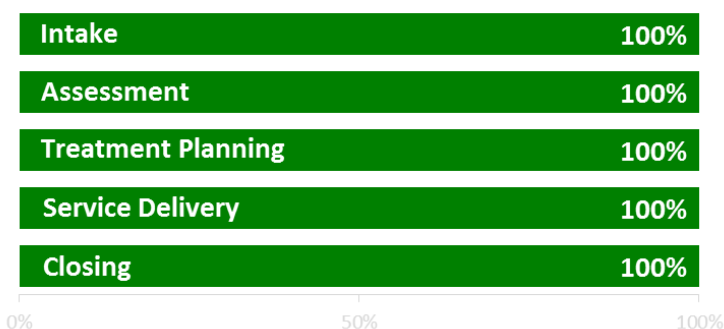 Intake 100%
Assessment 100%
Treatment Planning 100%
Service Delivery 100%
Closing 100%
0% 50% 100%